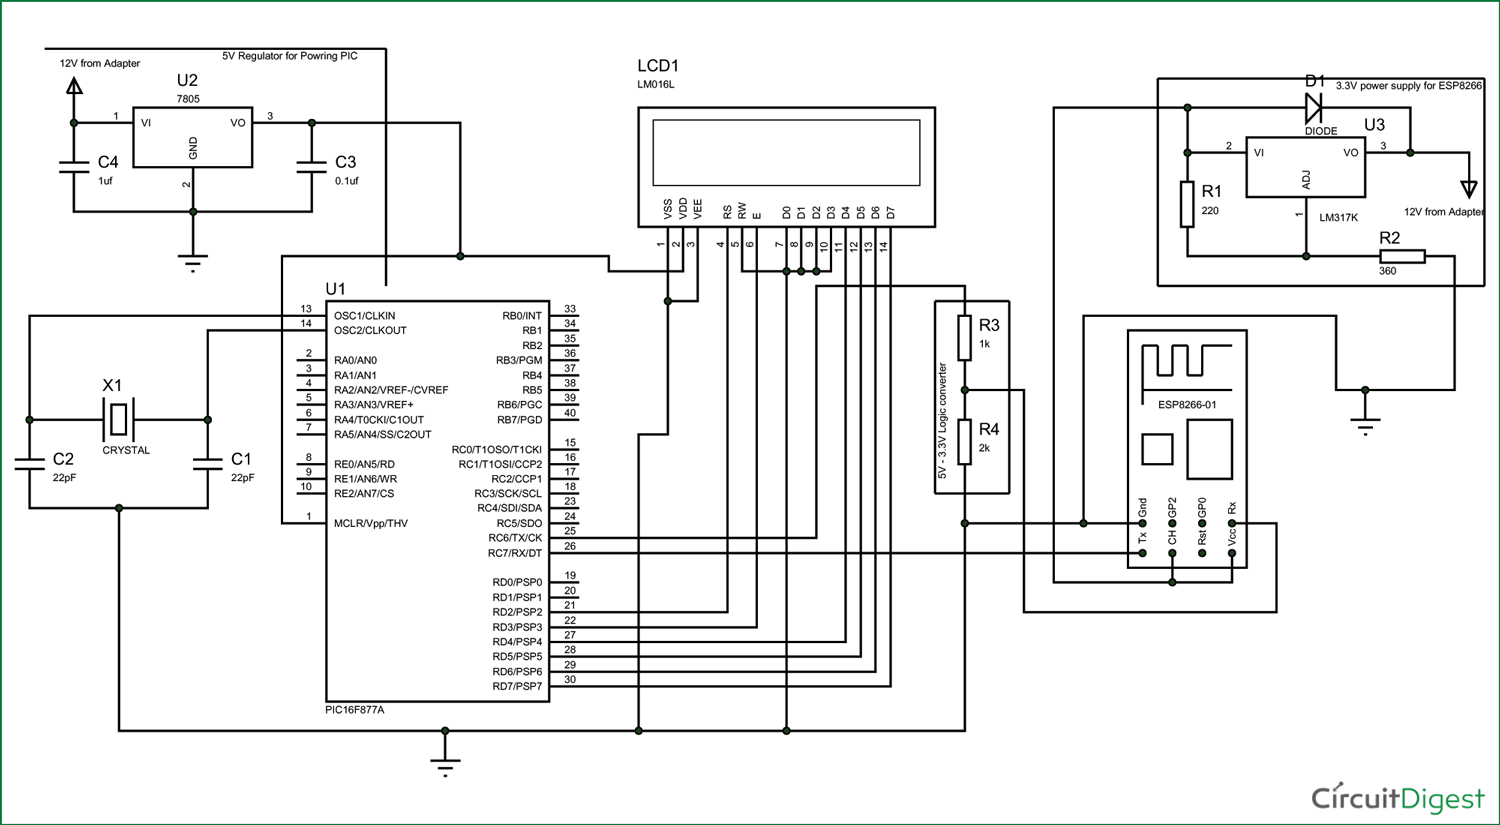 5V Regulator for Powring PIC
12V from Adapter
U2
7805
1
VI
VO
3
GND
2
C4
1uf
C3
0.1uf
LCD1
LM016L
VSS
VDD
VEE
RS
RW
E
D0
D1
D2
D3
D4
D5
D6
D7
1
2
3
4
5
6
7
8
9
10
11
12
13
14
D1
3.3V power supply for ESP8266
DIODE
U3
2
VI
VO
3
ADJ
1
LM317K
R1
220
12V from Adapter
R2
360
U1
13
OSC1/CLKIN
14
OSC2/CLKOUT
2
RA0/AN0
3
RA1/AN1
4
RA2/AN2/VREF-/CVREF
5
RA3/AN3/VREF+
6
RA4/T0CKI/C1OUT
7
RA5/AN4/SS/C2OUT
8
RE0/AN5/RD
9
RE1/AN6/WR
10
RE2/AN7/CS
1
MCLR/Vpp/THV
RB0/INT
33
RB1
34
RB2
35
RB3/PGM
36
RB4
37
RB5
38
RB6/PGC
39
RB7/PGD
40
RC0/T1OSO/T1CKI
15
RC1/T1OSI/CCP2
16
RC2/CCP1
17
RC3/SCK/SCL
18
RC4/SDI/SDA
23
RC5/SDO
24
RC6/TX/CK
25
RC7/RX/DT
26
RD0/PSP0
19
RD1/PSP1
20
RD2/PSP2
21
RD3/PSP3
22
RD4/PSP4
27
RD5/PSP5
28
RD6/PSP6
29
RD7/PSP7
30
PIC16F877A
X1
CRYSTAL
C2
22pF
C1
22pF
R3
1k
R4
2k
5V - 3.3V Logic converter
ESP8266-01
Gnd
GP2
GP0
Rx
Tx
CH
Rst
Vcc
CircuitDigest